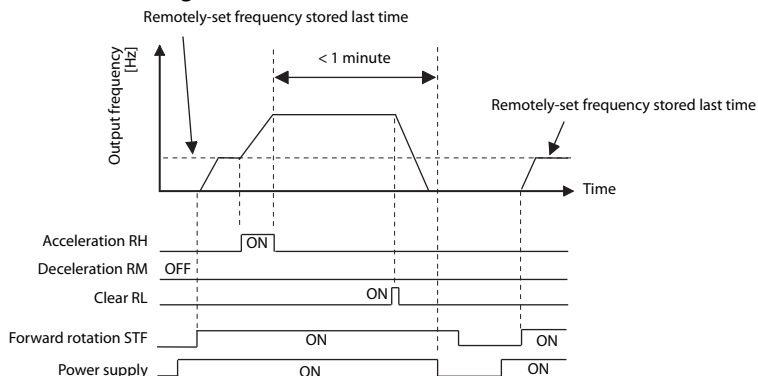 Remotely-set frequency stored last time
Output frequency
[Hz]
< 1 minute
Remotely-set frequency stored last time
Time
Acceleration RH
ON
Deceleration RM
OFF
Clear RL
ON
Forward rotation STF
ON
ON
Power supply
ON
ON